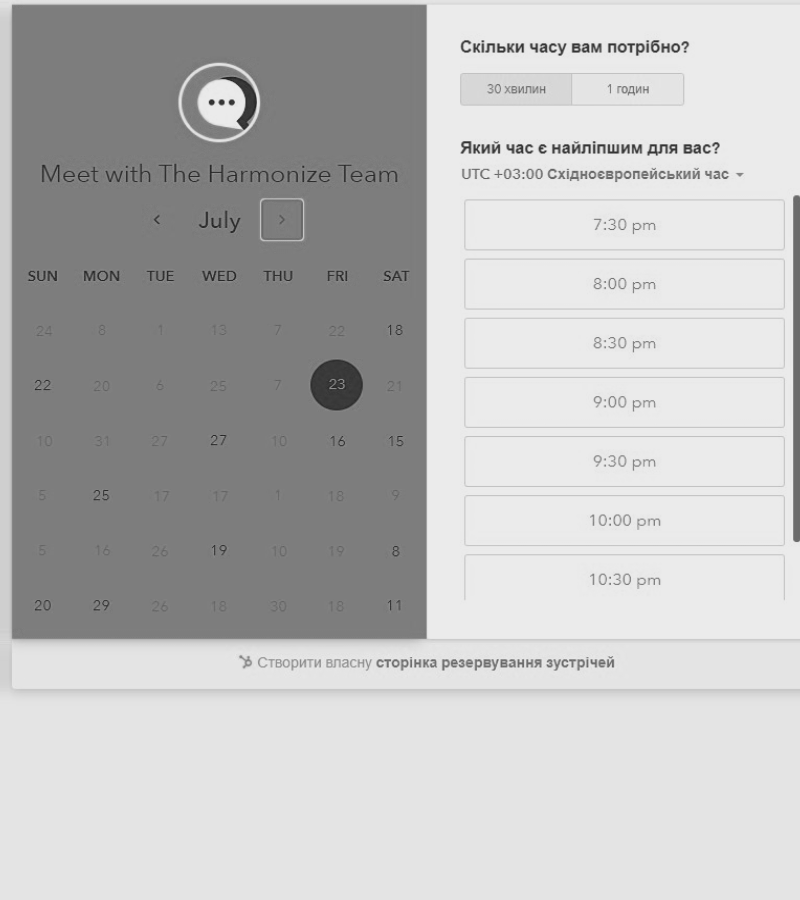 Meet with The Harmonize Team
July
SUN MON TUE WED THU FRI SAT
24 8 1 13 7 22 18
22 20 6 25 7 23 21
10 31 27 27 10 16 15
5 25 17 17 1 18 9
5 16 26 19 10 19 8
20 29 26 18 30 18 11
Скільки часу вам потрібно?
30 хвилин 1 годин
Який час є найліпшим для вас?
UTC +03:00 Східноєвропейський час
7:30 pm
8:00 pm
8:30 pm
9:00 pm
9:30 pm
10:00 pm
10:30 pm
Створити власну сторінка резервування зустрічей